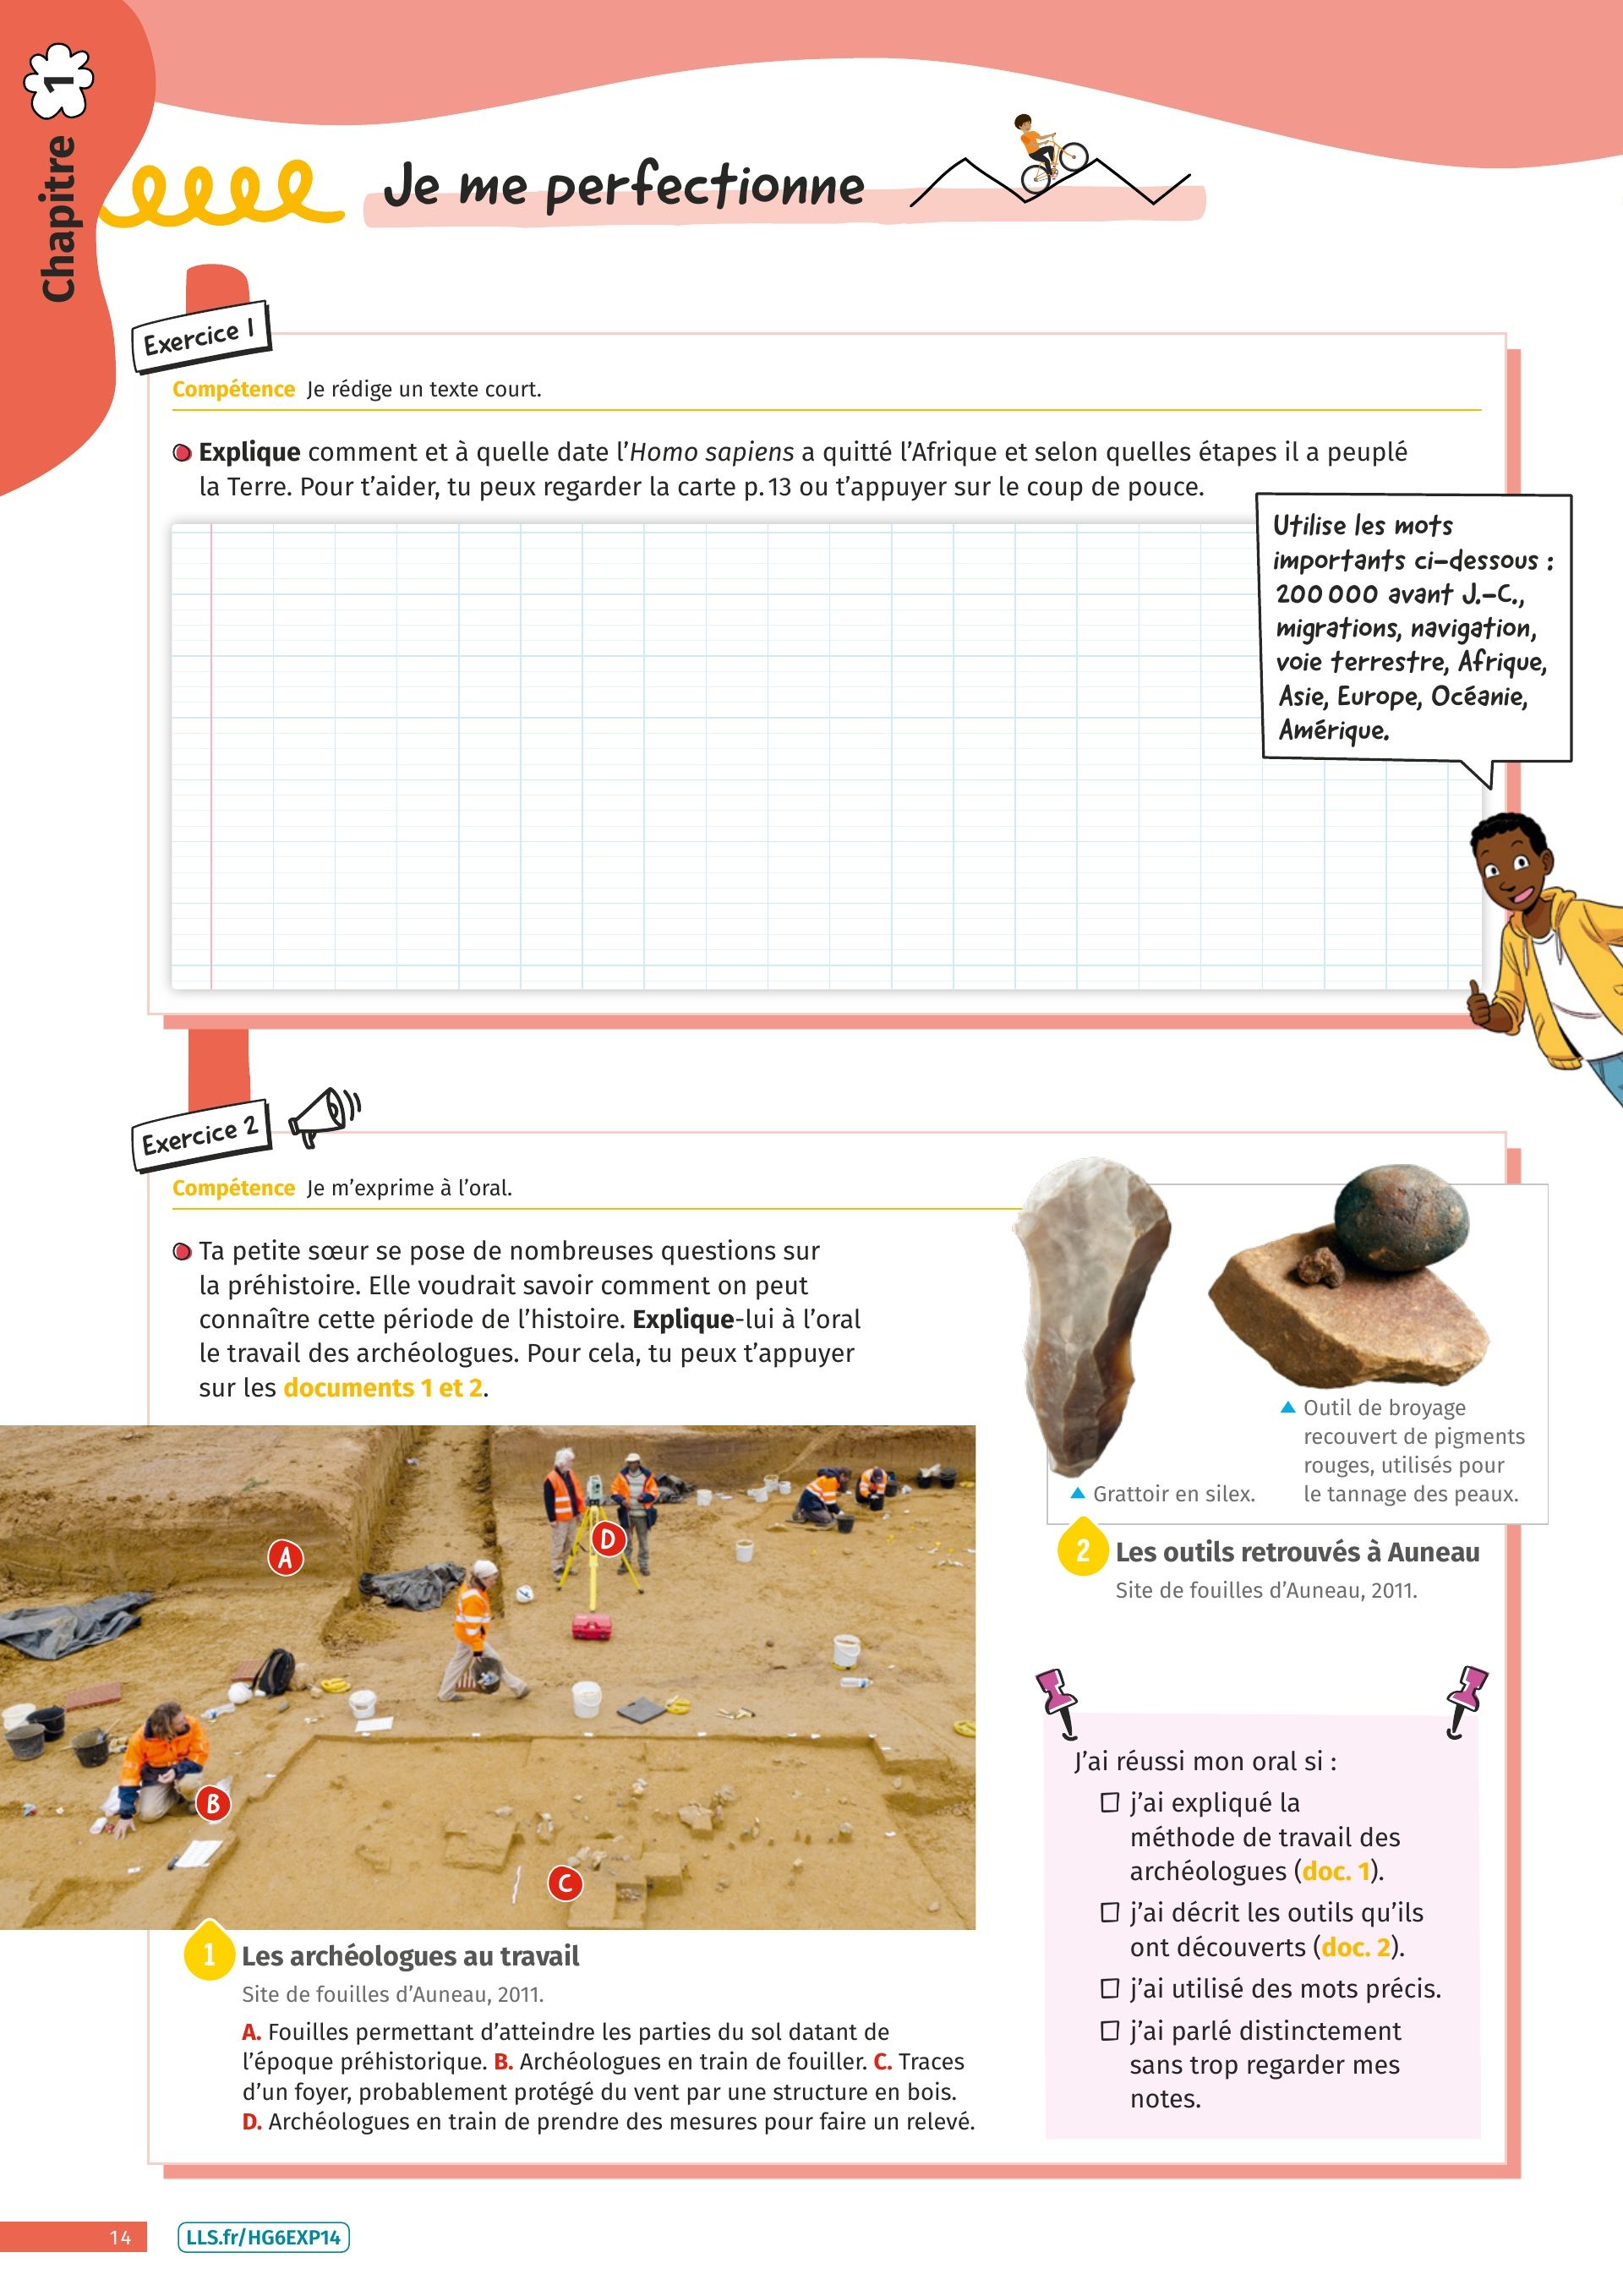 Chapitre 1
Je me perfectionne
Exercice 1
Compétence Je rédige un texte court.
Explique comment et à quelle date l'Homo sapiens a quitté l'Afrique et selon quelles étapes il a peuplé
la Terre. Pour t'aider, tu peux regarder la carte p. 13 ou t'appuyer sur le coup de pouce.
Utilise les mots
importants ci-dessous :
200 000 avant J.-C.,
migrations, navigation,
voie terrestre, Afrique,
Asie, Europe, Océanie,
Amérique.
Exercice 2
Compétence Je m'exprime à l'oral.
Ta petite sœur se pose de nombreuses questions sur
la préhistoire. Elle voudrait savoir comment on peut
connaître cette période de l'histoire. Explique-lui à l'oral
le travail des archéologues. Pour cela, tu peux t'appuyer
sur les documents 1 et 2.
A
B
C
D
1 Les archéologues au travail
Site de fouilles d'Auneau, 2011.
A. Fouilles permettant d'atteindre les parties du sol datant de
l'époque préhistorique. B. Archéologues en train de fouiller. C. Traces
d'un foyer, probablement protégé du vent par une structure en bois.
D. Archéologues en train de prendre des mesures pour faire un relevé.
Grattoir en silex.
Outil de broyage
recouvert de pigments
rouges, utilisés pour
le tannage des peaux.
2 Les outils retrouvés à Auneau
Site de fouilles d'Auneau, 2011.
J'ai réussi mon oral si :
j'ai expliqué la
méthode de travail des
archéologues (doc. 1).
j'ai décrit les outils qu'ils
ont découverts (doc. 2).
j'ai utilisé des mots précis.
j'ai parlé distinctement
sans trop regarder mes
notes.
14
LLS.fr/HG6EXP14